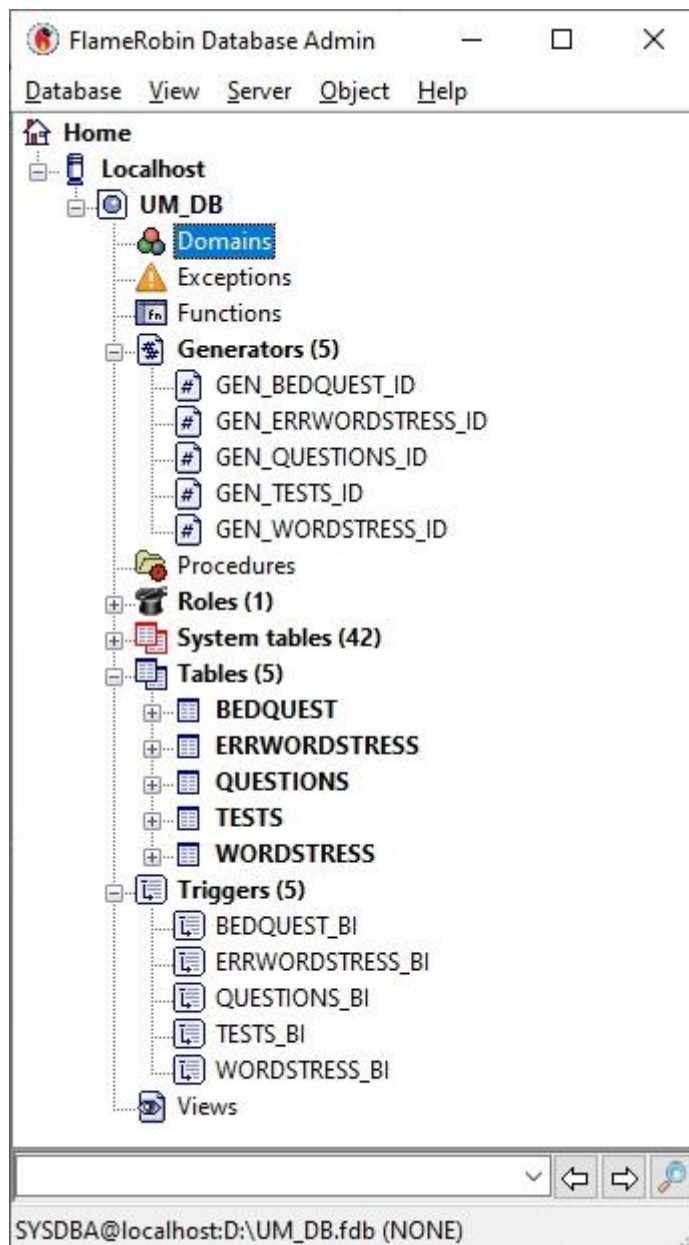 FlameRobin Database Admin
Database View Server Object Help
Home
Localhost
UM_DB
Domains
Exceptions
fn Functions
Generators (5)
# GEN_BEDQUEST_ID
# GEN_ERRWORDSTRESS_ID
# GEN_QUESTIONS_ID
# GEN_TESTS_ID
# GEN_WORDSTRESS_ID
Procedures
Roles (1)
System tables (42)
Tables (5)
BEDQUEST
ERRWORDSTRESS
QUESTIONS
TESTS
WORDSTRESS
Triggers (5)
BEDQUEST_BI
ERRWORDSTRESS_BI
QUESTIONS_BI
TESTS_BI
WORDSTRESS_BI
Views
SYSDBA@localhost:D:\UM_DB.fdb (NONE)